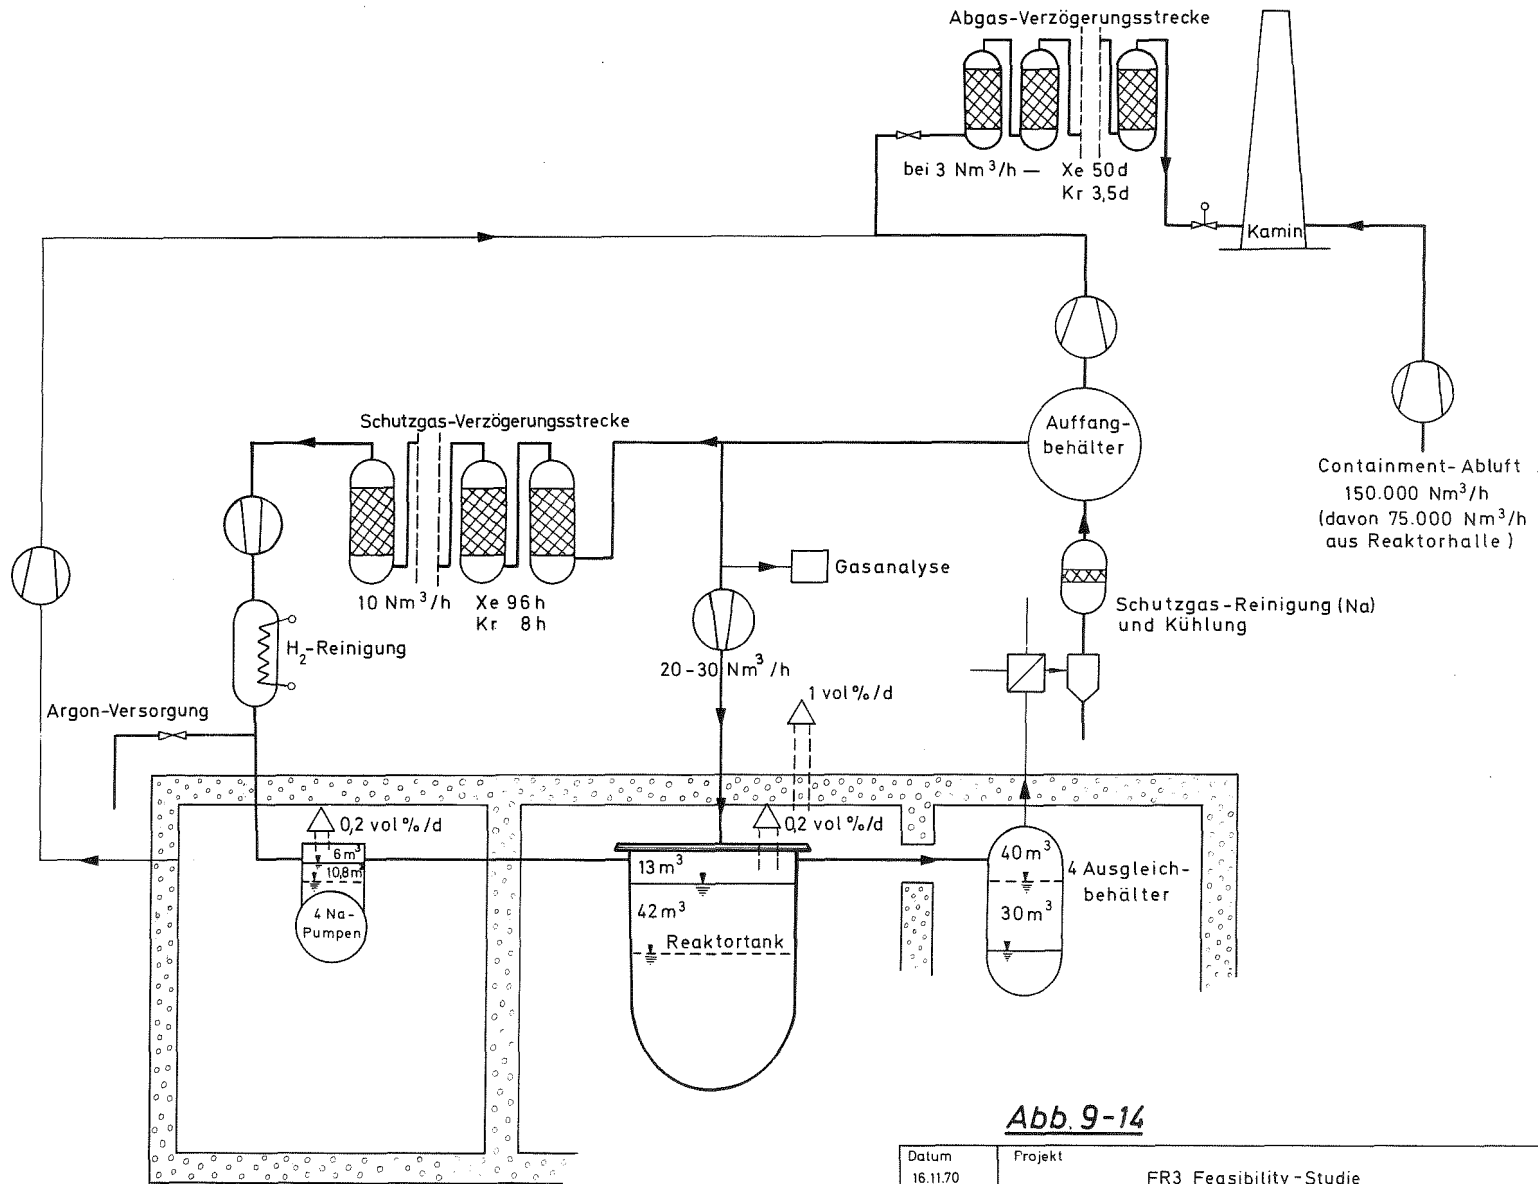 Abgas-Verzögerungsstrecke
bei 3 Nm³/h — Xe 50d
Kr 3,5d
Kamin
Schutzgas-Verzögerungsstrecke
Auffang-
behälter
Containment-Abluft
150.000 Nm³/h
(davon 75.000 Nm³/h
aus Reaktorhalle)
Gasanalyse
10 Nm³/h Xe 96h
Kr 8h
Schutzgas-Reinigung (Na)
und Kühlung
H₂-Reinigung
20-30 Nm³/h
1 vol%/d
Argon-Versorgung
0,2 vol%/d
0,2 vol%/d
6m³
10,8m³
13m³
40m³
4 Ausgleich-
behälter
4 Na-
Pumpen
42m³
30m³
Reaktortank
Abb. 9-14
Datum
16.11.70
Projekt
FR3 Feasibility-Studie